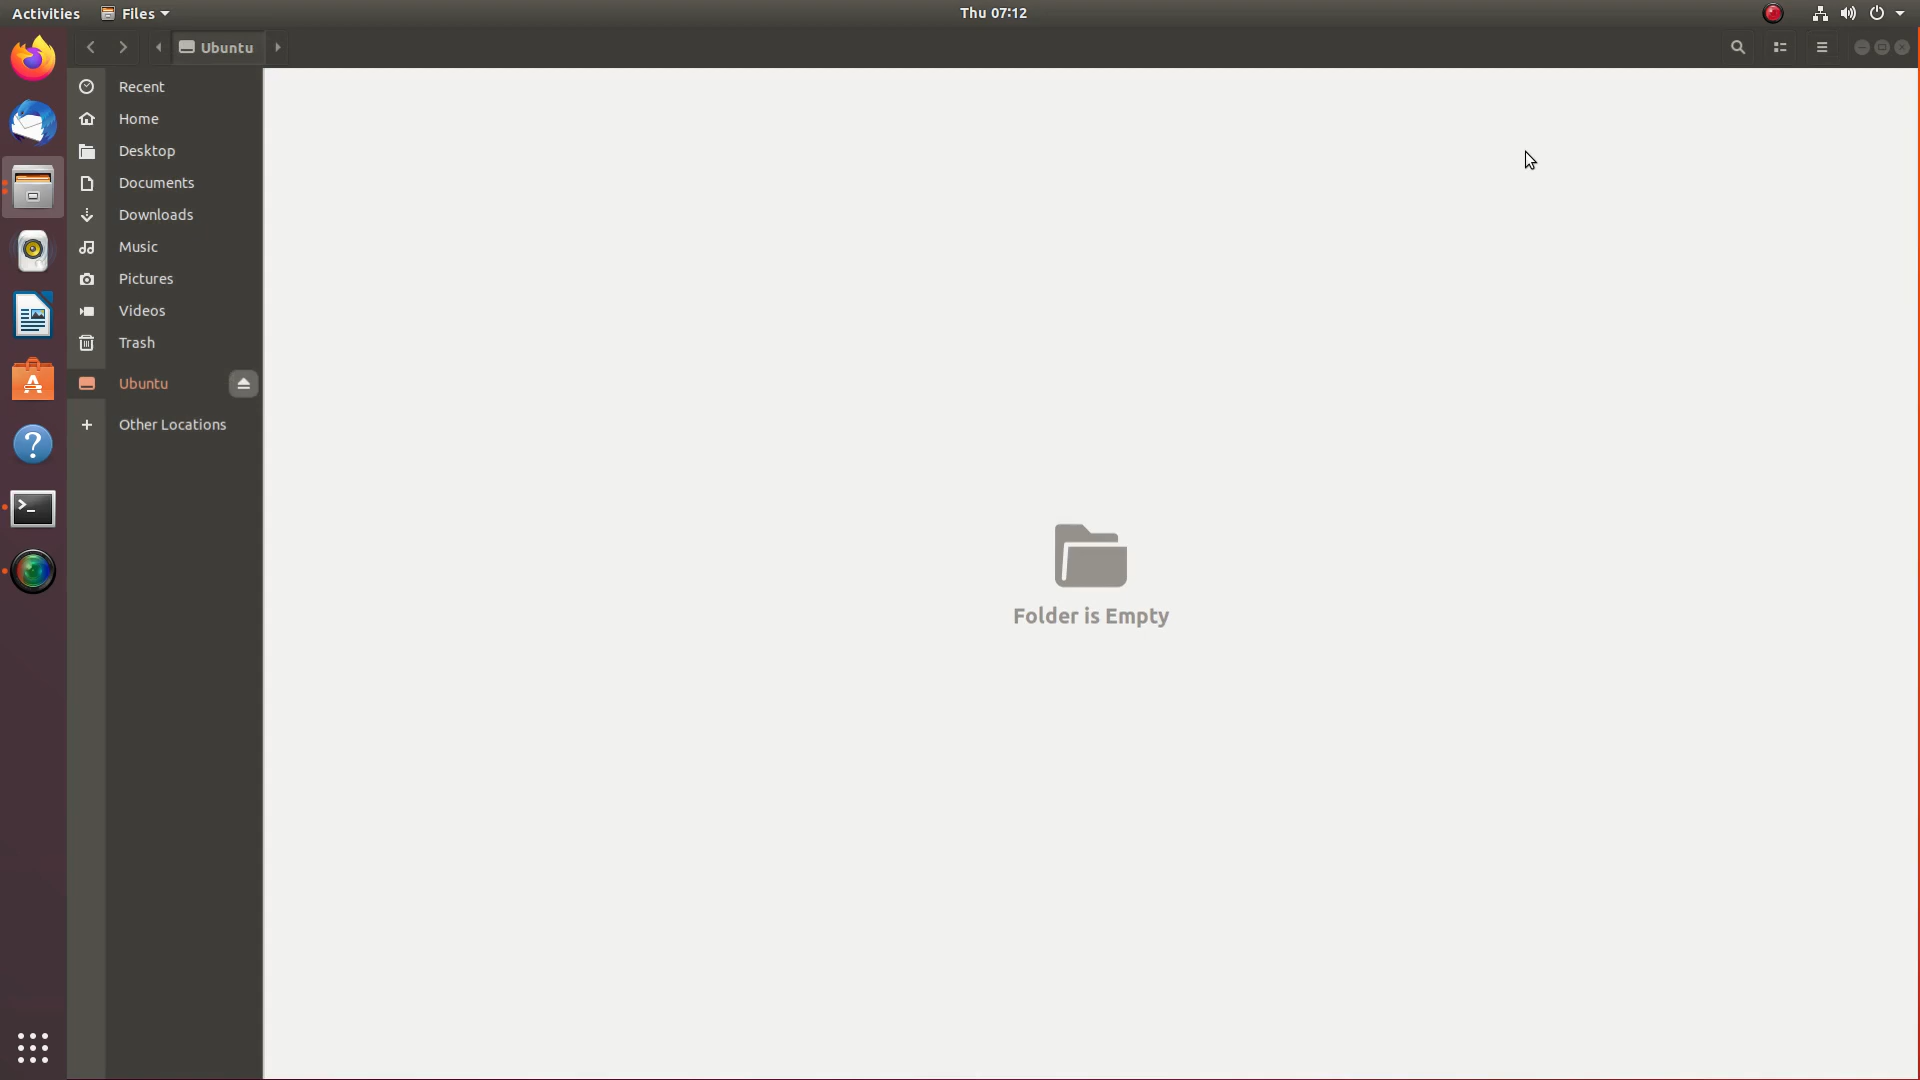 Activities
Files
Thu 07:12
Ubuntu
Recent
Home
Desktop
Documents
Downloads
Music
Pictures
Videos
Trash
Ubuntu
Other Locations
Folder is Empty